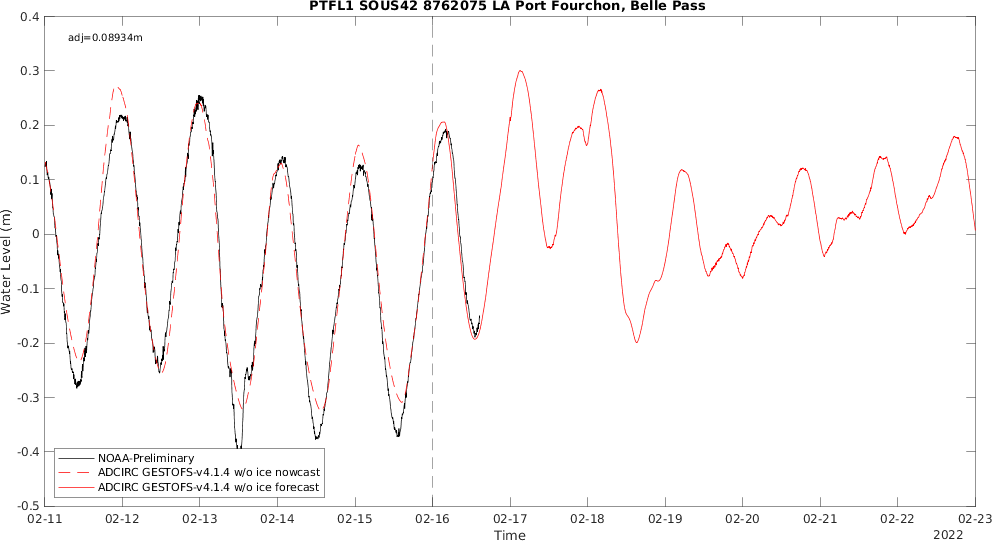 PTFL1 SOUS42 8762075 LA Port Fourchon, Belle Pass
adj=0.08934m
0.4
0.3
0.2
0.1
0
-0.1
-0.2
-0.3
-0.4
-0.5
Water Level (m)
NOAA-Preliminary
ADCIRC GESTOFS-v4.1.4 w/o ice nowcast
ADCIRC GESTOFS-v4.1.4 w/o ice forecast
02-11 02-12 02-13 02-14 02-15 02-16 02-17 02-18 02-19 02-20 02-21 02-22 02-23
Time
2022